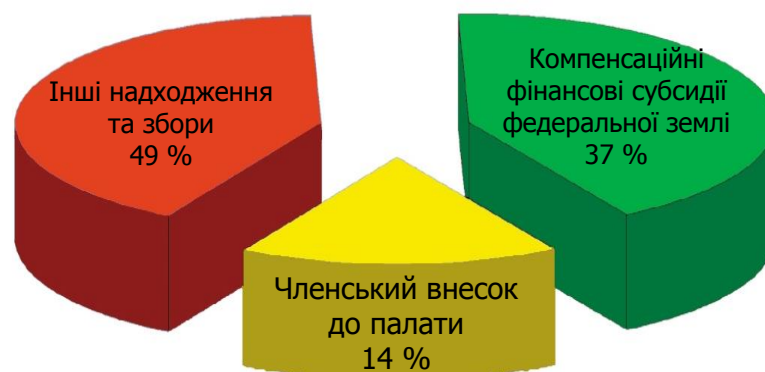 Інші надходження
та збори
49 %
Компенсаційні
фінансові субсидії
федеральної землі
37 %
Членський внесок
до палати
14 %